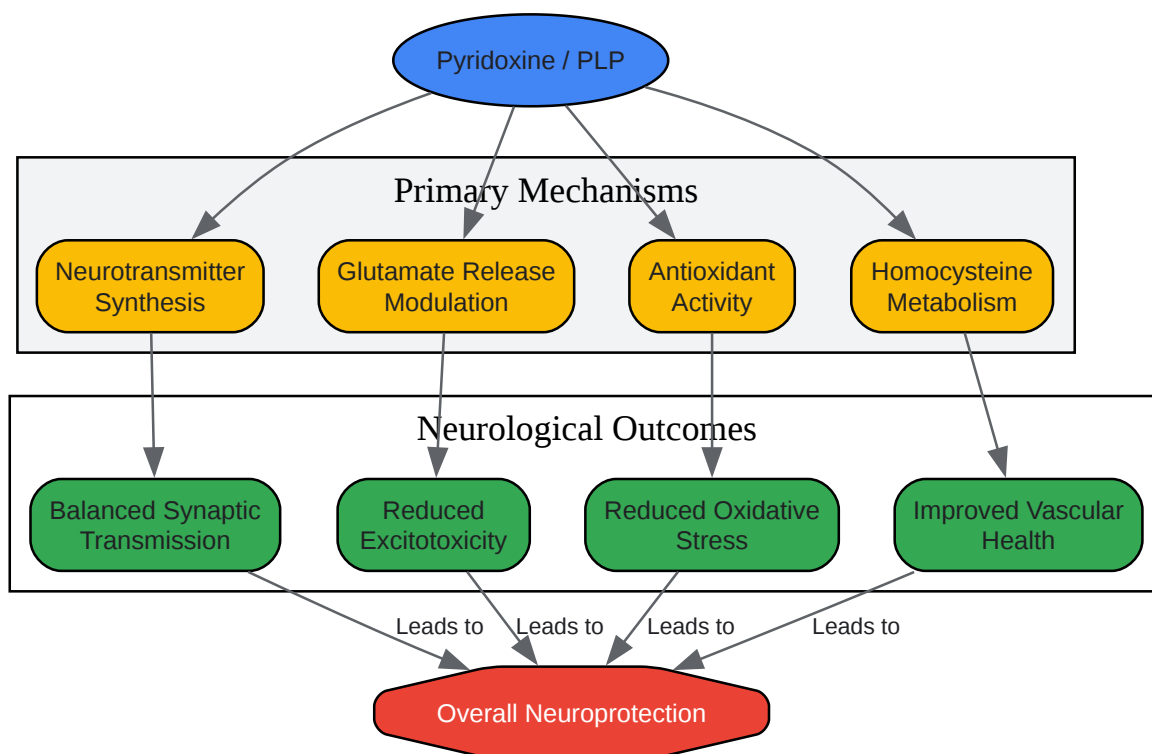 Pyridoxine / PLP
Primary Mechanisms
Neurotransmitter
Synthesis
Glutamate Release
Modulation
Antioxidant
Activity
Homocysteine
Metabolism
Neurological Outcomes
Balanced Synaptic
Transmission
Reduced
Excitotoxicity
Reduced Oxidative
Stress
Improved Vascular
Health
Leads to
Leads to
Leads to
Leads to
Overall Neuroprotection